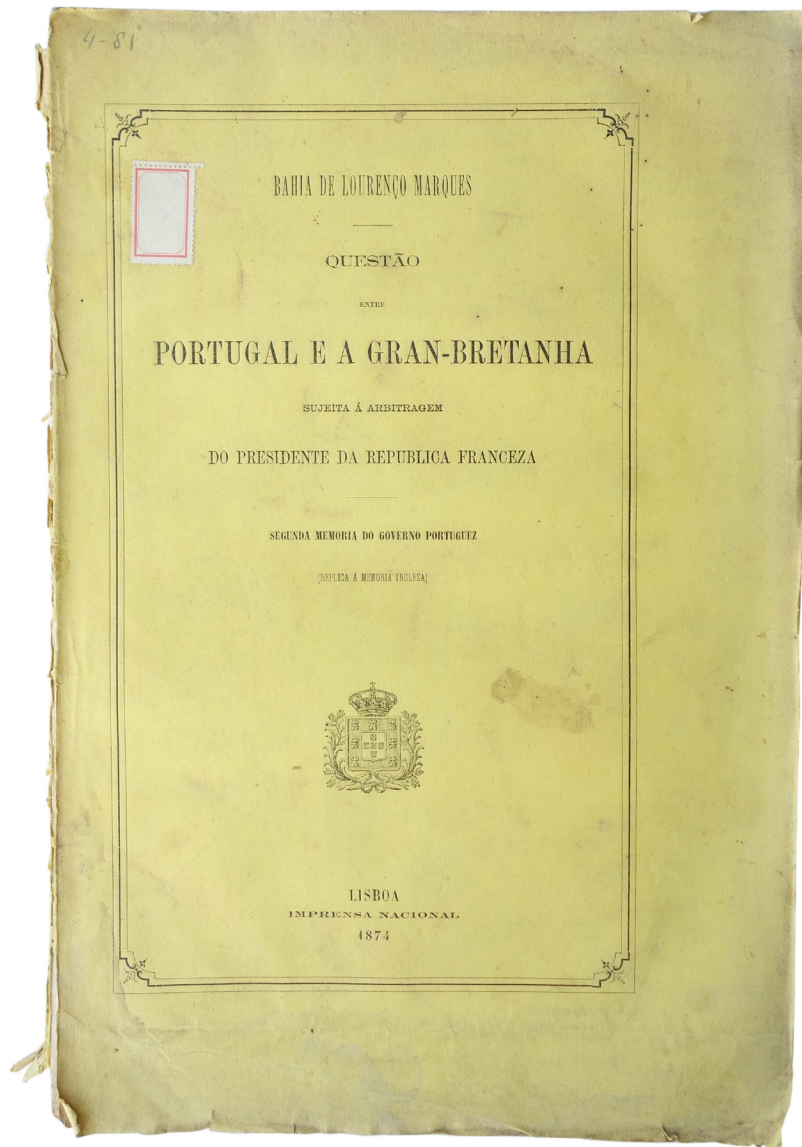 4-81
BAHIA DE LOURENÇO MARQUES
QUESTÃO
ENTRE
PORTUGAL E A GRAN-BRETANHA
SUJEITA Á ARBITRAGEM
DO PRESIDENTE DA REPUBLICA FRANCEZA
SEGUNDA MEMORIA DO GOVERNO PORTUGUEZ
(REPLICA Á MEMORIA INGLEZA)
LISBOA
IMPRENSA NACIONAL
1874